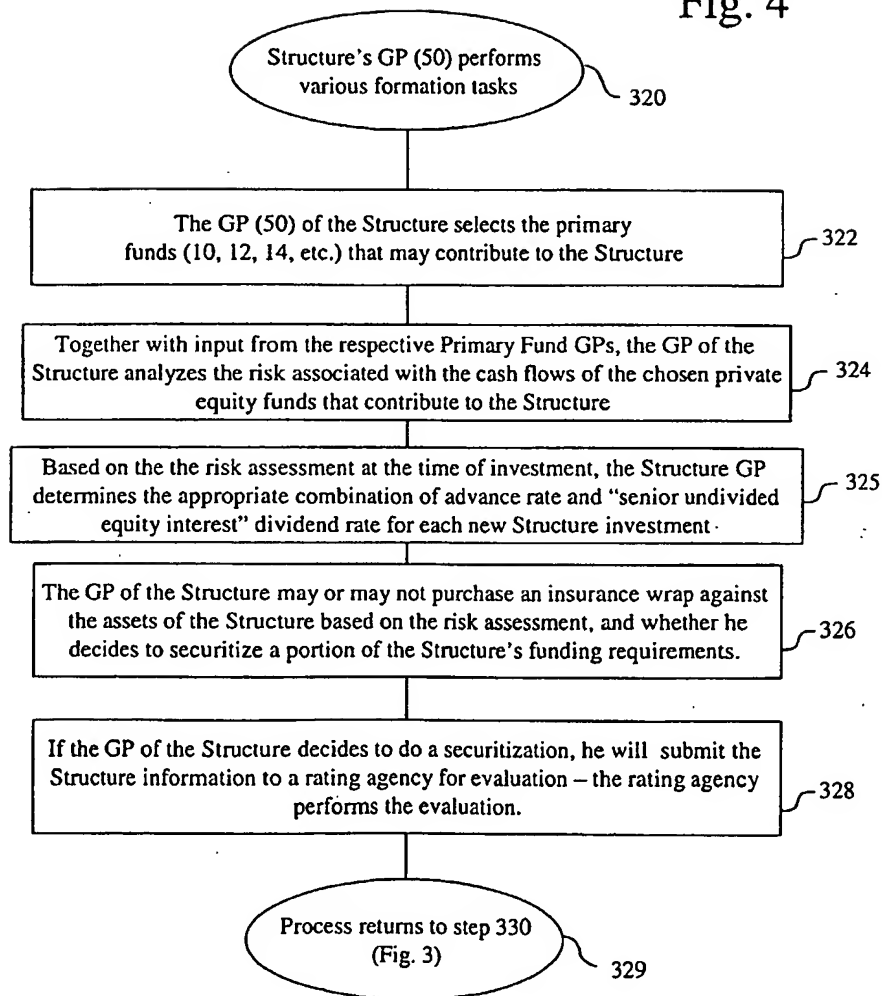 Fig. 4
Structure's GP (50) performs
various formation tasks
320
The GP (50) of the Structure selects the primary
funds (10, 12, 14, etc.) that may contribute to the Structure
322
Together with input from the respective Primary Fund GPs, the GP of the
Structure analyzes the risk associated with the cash flows of the chosen private
equity funds that contribute to the Structure
324
Based on the the risk assessment at the time of investment, the Structure GP
determines the appropriate combination of advance rate and “senior undivided
equity interest” dividend rate for each new Structure investment
325
The GP of the Structure may or may not purchase an insurance wrap against
the assets of the Structure based on the risk assessment, and whether he
decides to securitize a portion of the Structure's funding requirements.
326
If the GP of the Structure decides to do a securitization, he will submit the
Structure information to a rating agency for evaluation – the rating agency
performs the evaluation.
328
Process returns to step 330
(Fig. 3)
329